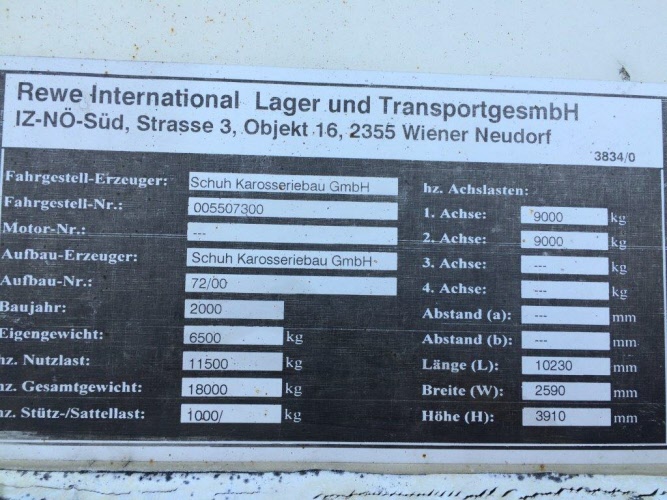 Rewe International Lager und TransportgesmbH
IZ-NÖ-Süd, Strasse 3, Objekt 16, 2355 Wiener Neudorf
3834/0
Fahrgestell-Erzeuger: Schuh Karosseriebau GmbH
Fahrgestell-Nr.: 005507300
Motor-Nr.: ---
Aufbau-Erzeuger: Schuh Karosseriebau GmbH
Aufbau-Nr.: 72/00
Baujahr: 2000
Eigengewicht: 6500 kg
hz. Nutzlast: 11500 kg
hz. Gesamtgewicht: 18000 kg
hz. Stütz-/Sattellast: 1000/ kg
hz. Achslasten:
1. Achse: 9000 kg
2. Achse: 9000 kg
3. Achse: --- kg
4. Achse: --- kg
Abstand (a): --- mm
Abstand (b): --- mm
Länge (L): 10230 mm
Breite (W): 2590 mm
Höhe (H): 3910 mm